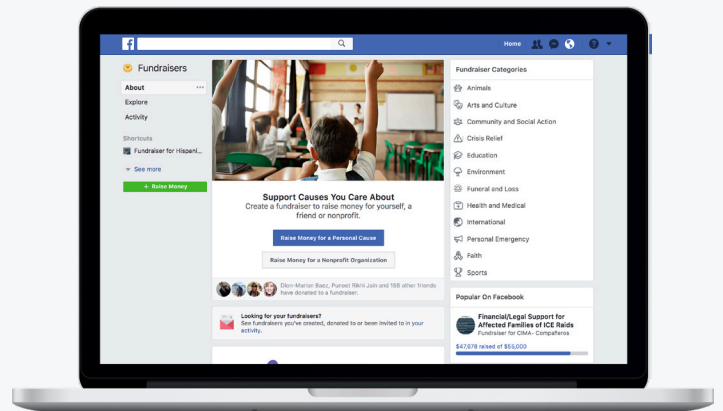 f
Home
Fundraisers
About
Explore
Activity
Shortcuts
Fundraiser for Hispani...
See more
+ Raise Money
Support Causes You Care About
Create a fundraiser to raise money for yourself, a
friend or nonprofit.
Raise Money for a Personal Cause
Raise Money for a Nonprofit Organization
Dion-Marian Baez, Puneet Rikhi Jain and 158 other friends
have donated to a fundraiser.
Looking for your fundraisers?
See fundraisers you've created, donated to or been invited to in your
activity.
Fundraiser Categories
Animals
Arts and Culture
Community and Social Action
Crisis Relief
Education
Environment
Funeral and Loss
Health and Medical
International
Personal Emergency
Faith
Sports
Popular On Facebook
Financial/Legal Support for
Affected Families of ICE Raids
Fundraiser for CIMA- Compañeros
$47,678 raised of $55,000